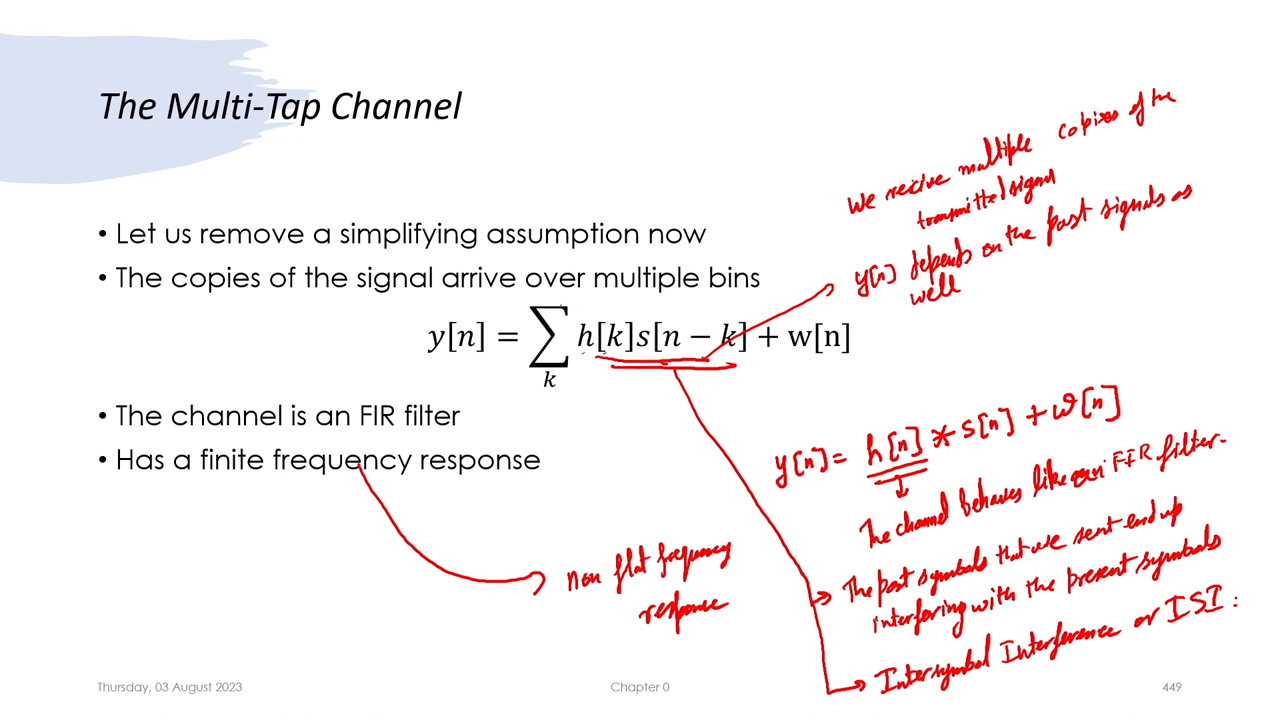 The Multi-Tap Channel
We recive multiple copies of the
transmitted signal
y[n] depends on the past signals as
well
• Let us remove a simplifying assumption now
• The copies of the signal arrive over multiple bins
y[n] = ∑ h[k]s[n − k] + w[n]
k
• The channel is an FIR filter
• Has a finite frequency response
y[n] = h[n] * s[n] + w[n]
The channel behaves like an FIR filter.
non flat frequency
response
The past symbols that we sent end up
interfering with the present symbols
Intersymbol Interference or ISI :
Thursday, 03 August 2023
Chapter 0
449